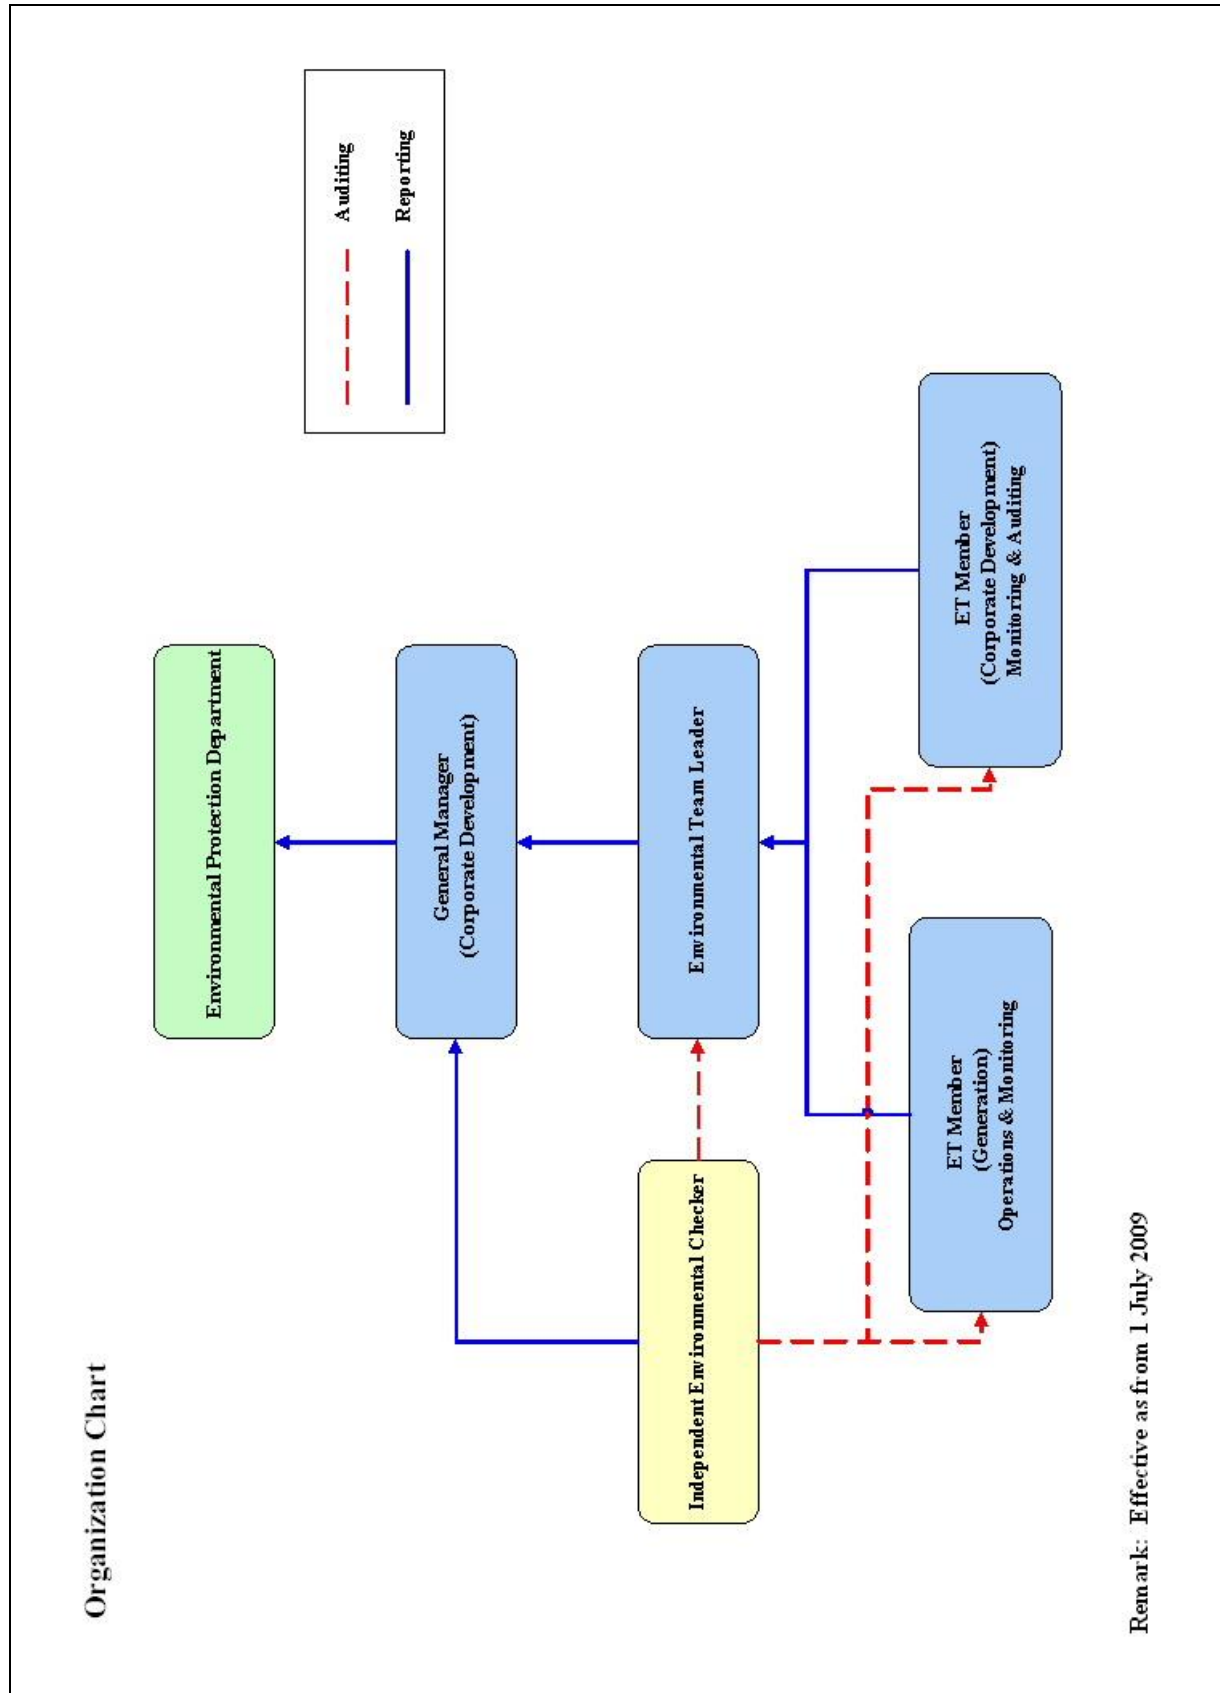 Organization Chart
Auditing
Reporting
Environmental Protection Department
General Manager
(Corporate Development)
Independent Environmental Checker
Environmental Team Leader
ET Member
(Generation)
Operations & Monitoring
ET Member
(Corporate Development)
Monitoring & Auditing
Remark: Effective as from 1 July 2009